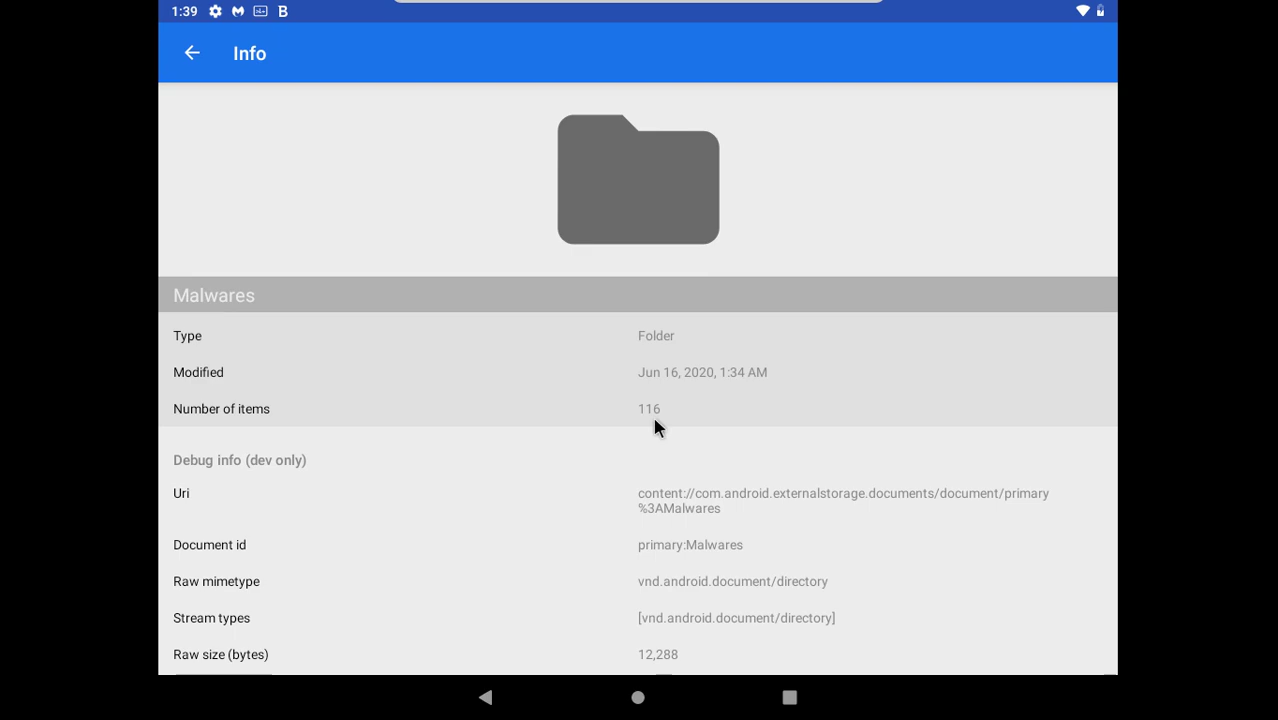 1:39 B
Info
Malwares
Type Folder
Modified Jun 16, 2020, 1:34 AM
Number of items 116
Debug info (dev only)
Uri content://com.android.externalstorage.documents/document/primary
%3AMalwares
Document id primary:Malwares
Raw mimetype vnd.android.document/directory
Stream types [vnd.android.document/directory]
Raw size (bytes) 12,288